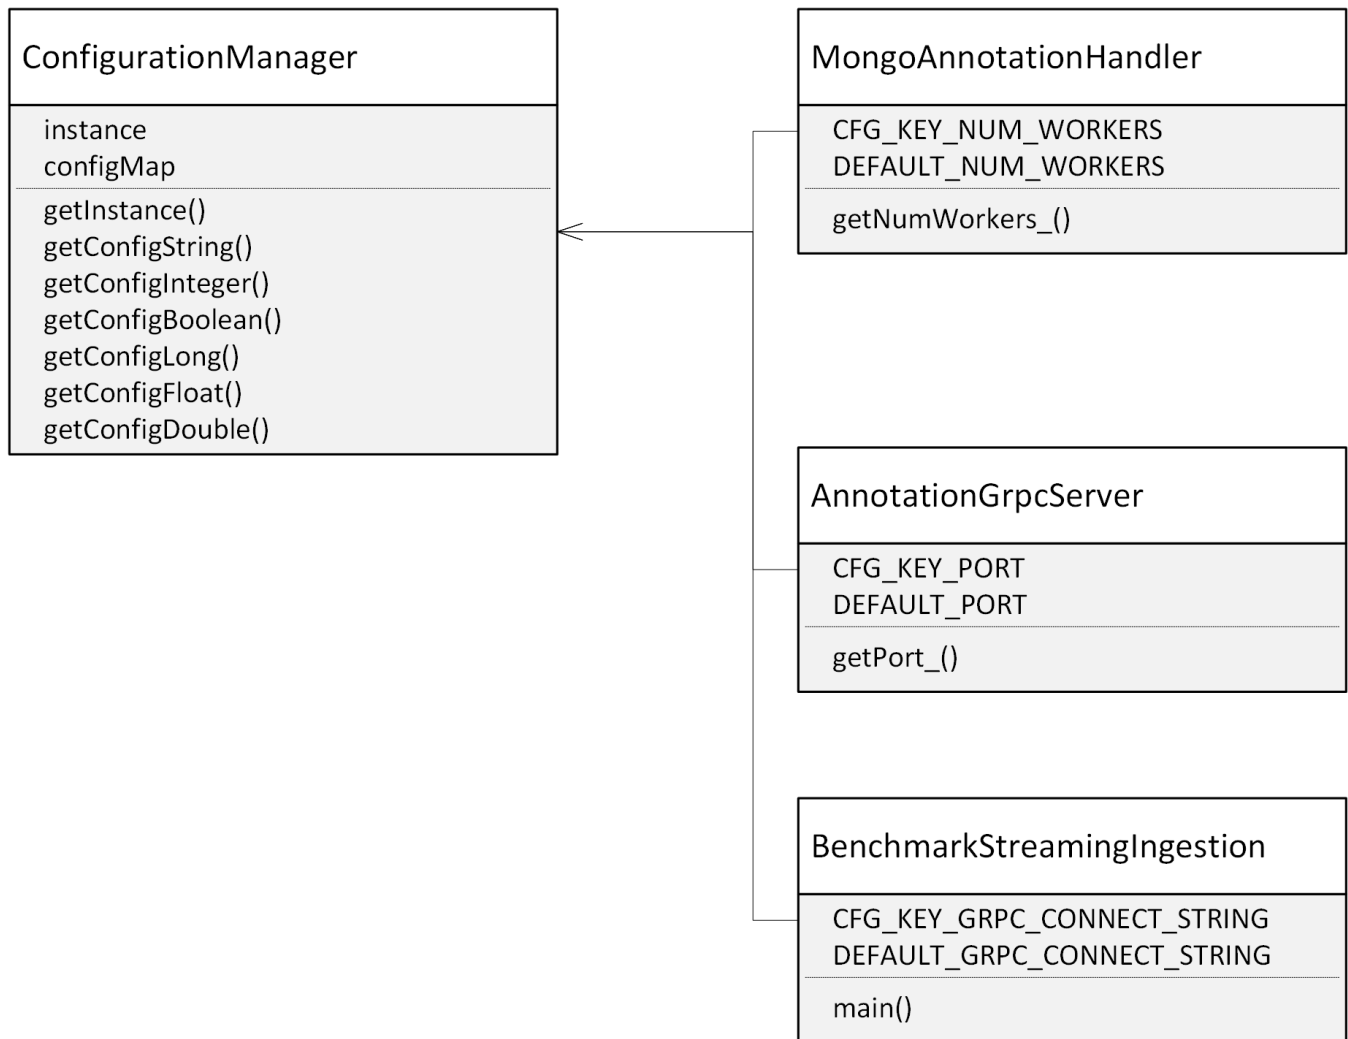 ConfigurationManager
instance
configMap
getInstance()
getConfigString()
getConfigInteger()
getConfigBoolean()
getConfigLong()
getConfigFloat()
getConfigDouble()
MongoAnnotationHandler
CFG_KEY_NUM_WORKERS
DEFAULT_NUM_WORKERS
getNumWorkers_()
AnnotationGrpcServer
CFG_KEY_PORT
DEFAULT_PORT
getPort_()
BenchmarkStreamingIngestion
CFG_KEY_GRPC_CONNECT_STRING
DEFAULT_GRPC_CONNECT_STRING
main()